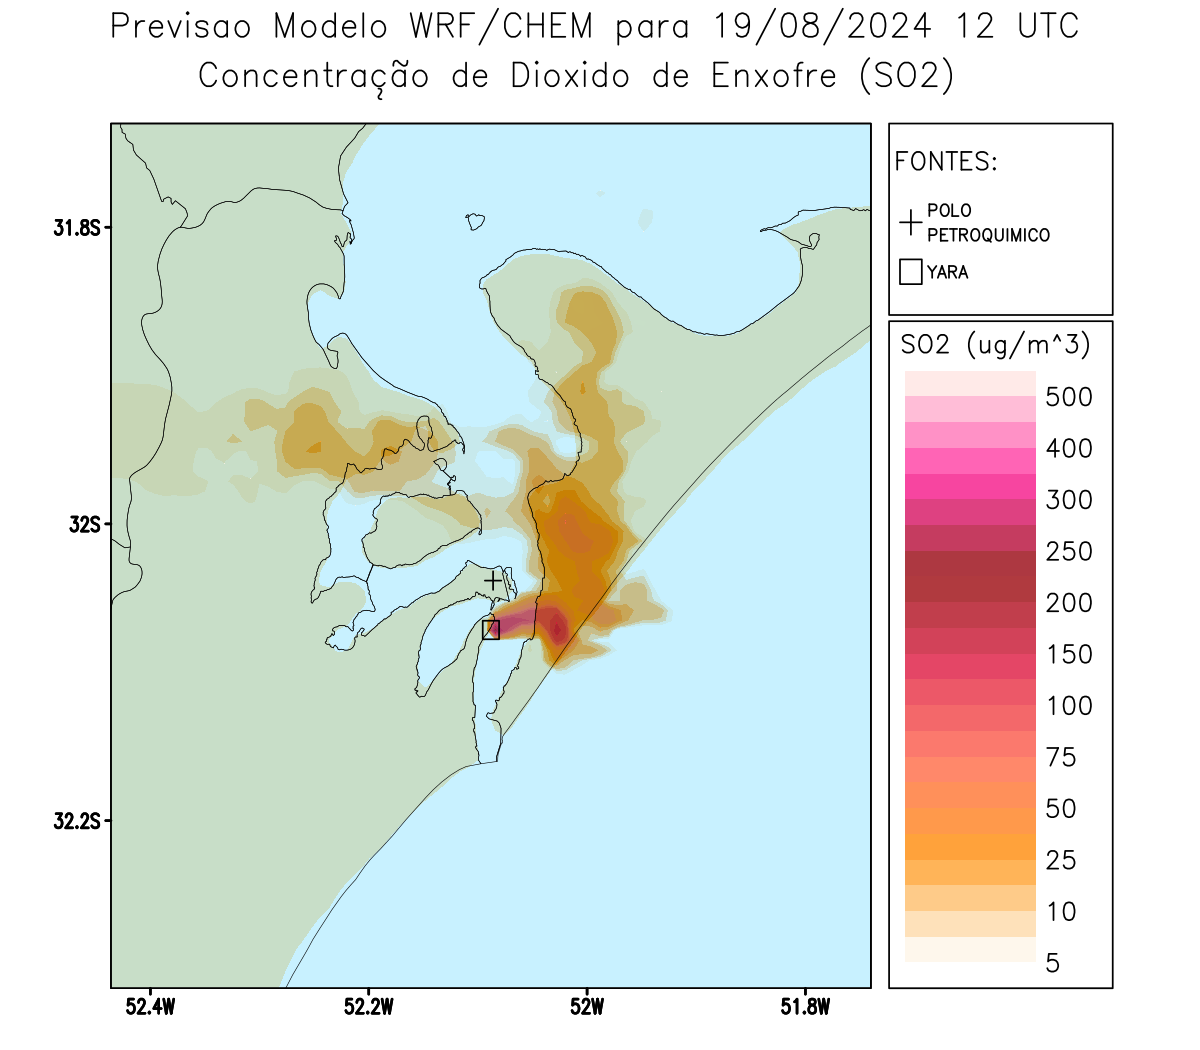 Previsao Modelo WRF/CHEM para 19/08/2024 12 UTC
Concentração de Dioxido de Enxofre (SO2)
FONTES:
POLO
PETROQUIMICO
YARA
SO2 (ug/m^3)
500
400
300
250
200
150
100
75
50
25
10
5
31.8S
32S
32.2S
52.4W
52.2W
52W
51.8W